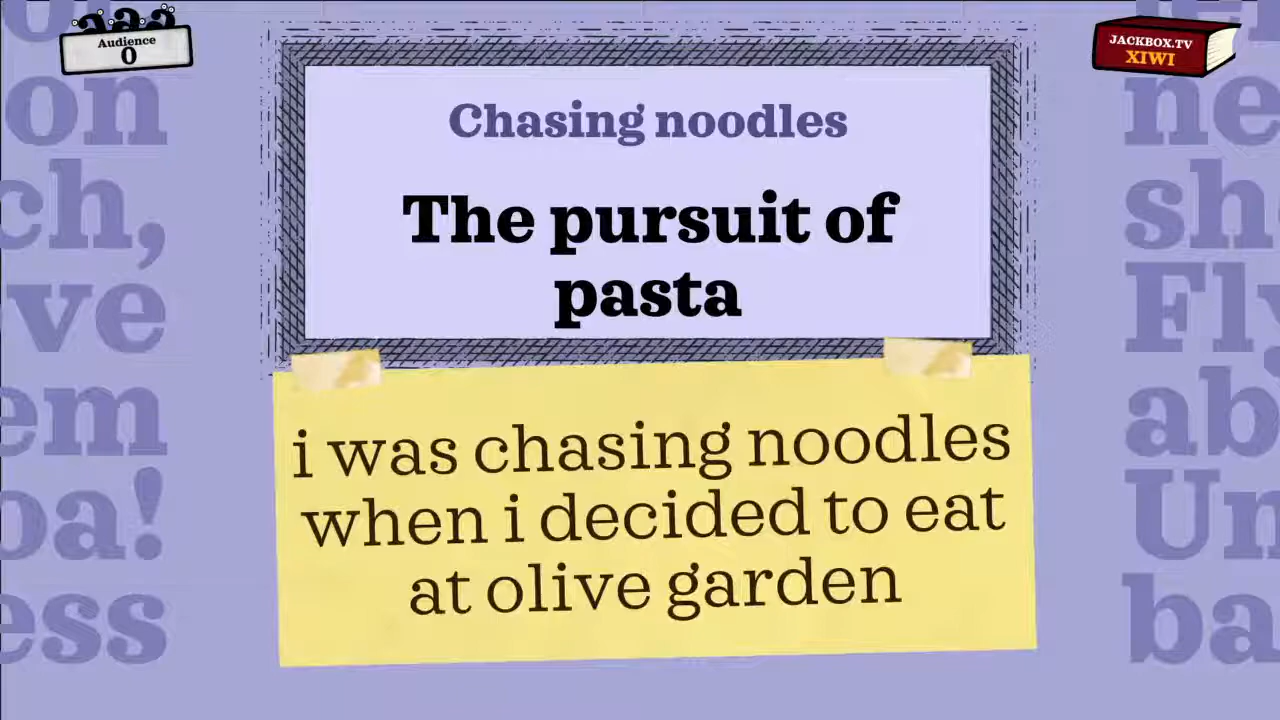 Audience
0
JACKBOX.TV
XIWI
Chasing noodles
The pursuit of
pasta
i was chasing noodles
when i decided to eat
at olive garden